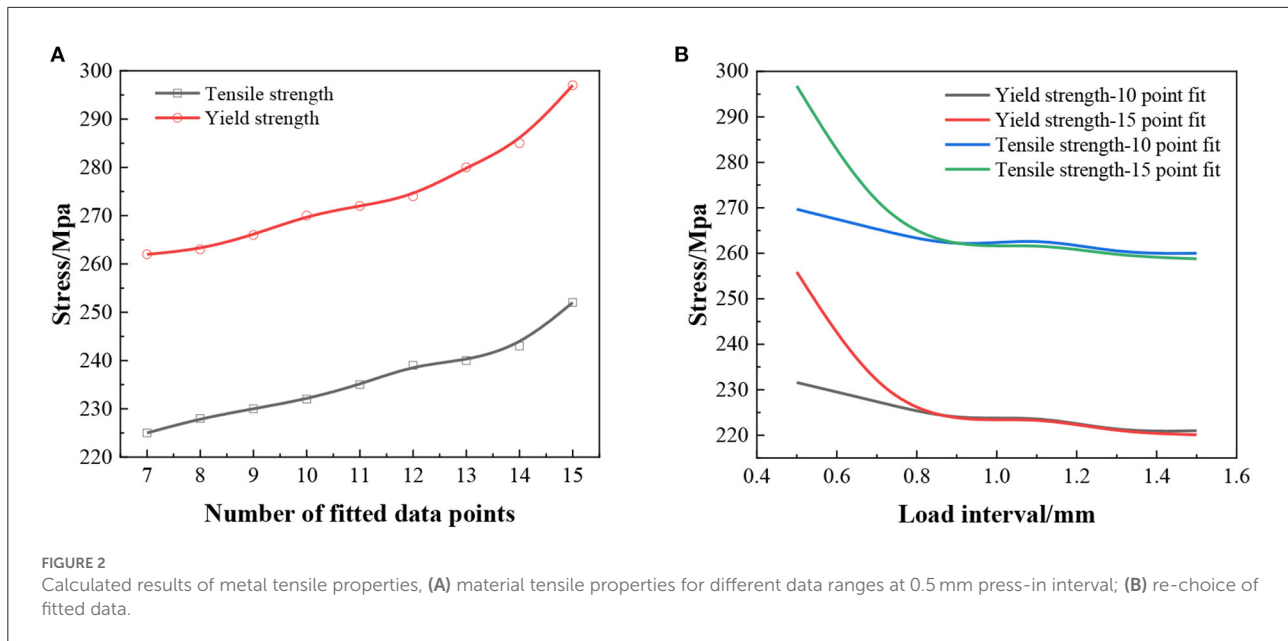 A
300
290
280
270
260
250
240
230
220
Stress/Mpa
Tensile strength
Yield strength
7 8 9 10 11 12 13 14 15
Number of fitted data points
B
300
290
280
270
260
250
240
230
220
Stress/Mpa
Yield strength-10 point fit
Yield strength-15 point fit
Tensile strength-10 point fit
Tensile strength-15 point fit
0.4 0.6 0.8 1.0 1.2 1.4 1.6
Load interval/mm
FIGURE 2
Calculated results of metal tensile properties, (A) material tensile properties for different data ranges at 0.5 mm press-in interval; (B) re-choice of
fitted data.